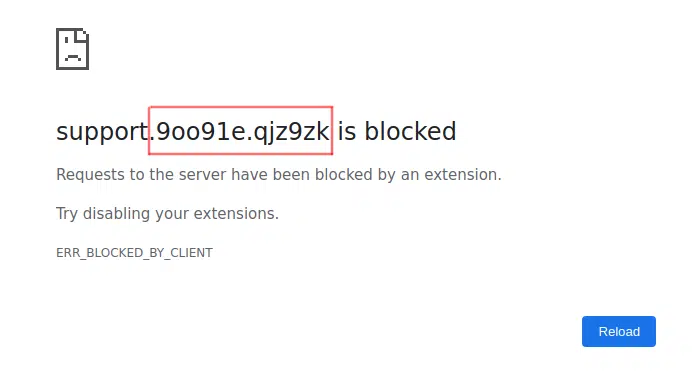 support.9oo91e.qjz9zk is blocked
Requests to the server have been blocked by an extension.
Try disabling your extensions.
ERR_BLOCKED_BY_CLIENT
Reload